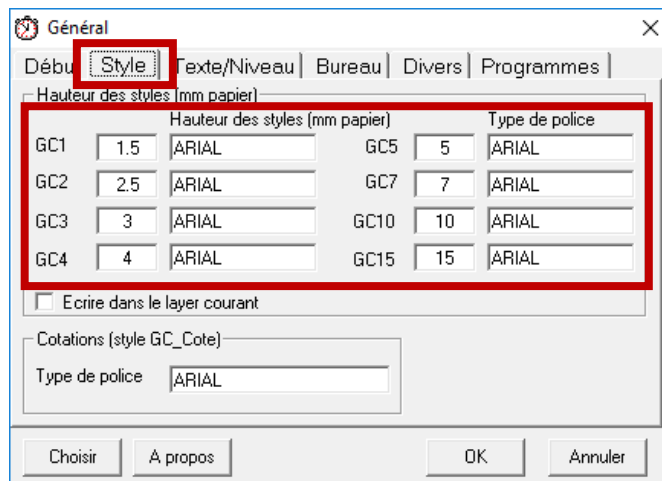 Général
Débu Style Texte/Niveau Bureau Divers Programmes
Hauteur des styles (mm papier)
Hauteur des styles (mm papier) Type de police
GC1 1.5 ARIAL GC5 5 ARIAL
GC2 2.5 ARIAL GC7 7 ARIAL
GC3 3 ARIAL GC10 10 ARIAL
GC4 4 ARIAL GC15 15 ARIAL
Ecrire dans le layer courant
Cotations (style GC_Cote)
Type de police ARIAL
Choisir A propos OK Annuler